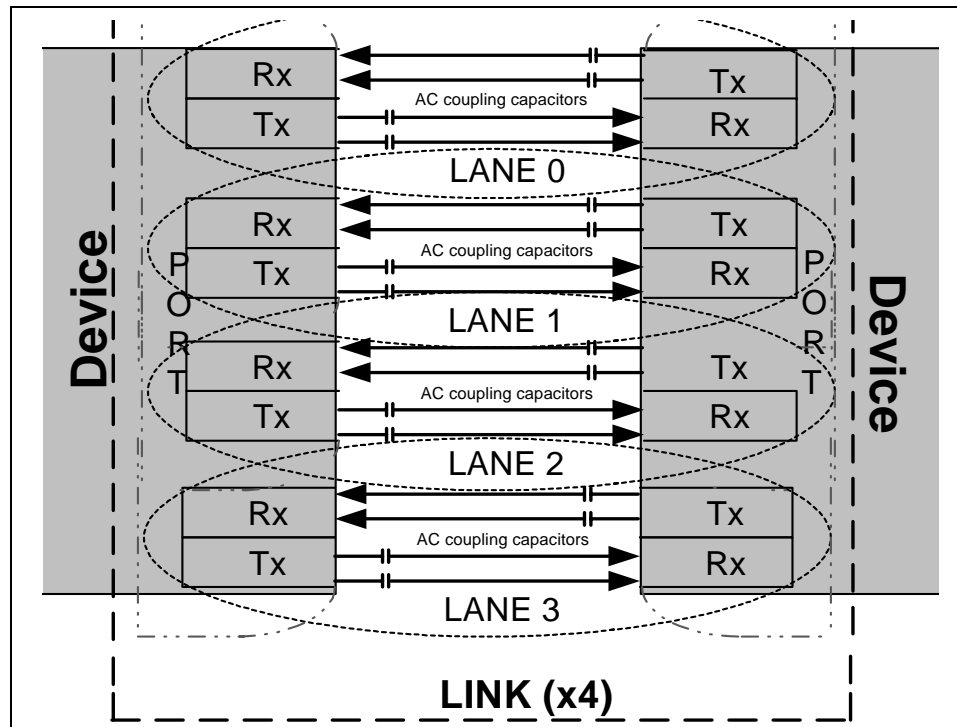 Rx
Tx
AC coupling capacitors
Tx
Rx
LANE 0
Rx
Tx
AC coupling capacitors
Tx
Rx
LANE 1
Rx
Tx
AC coupling capacitors
Tx
Rx
LANE 2
Rx
Tx
AC coupling capacitors
Tx
Rx
LANE 3
Device
PORT
PORT
Device
LINK (x4)